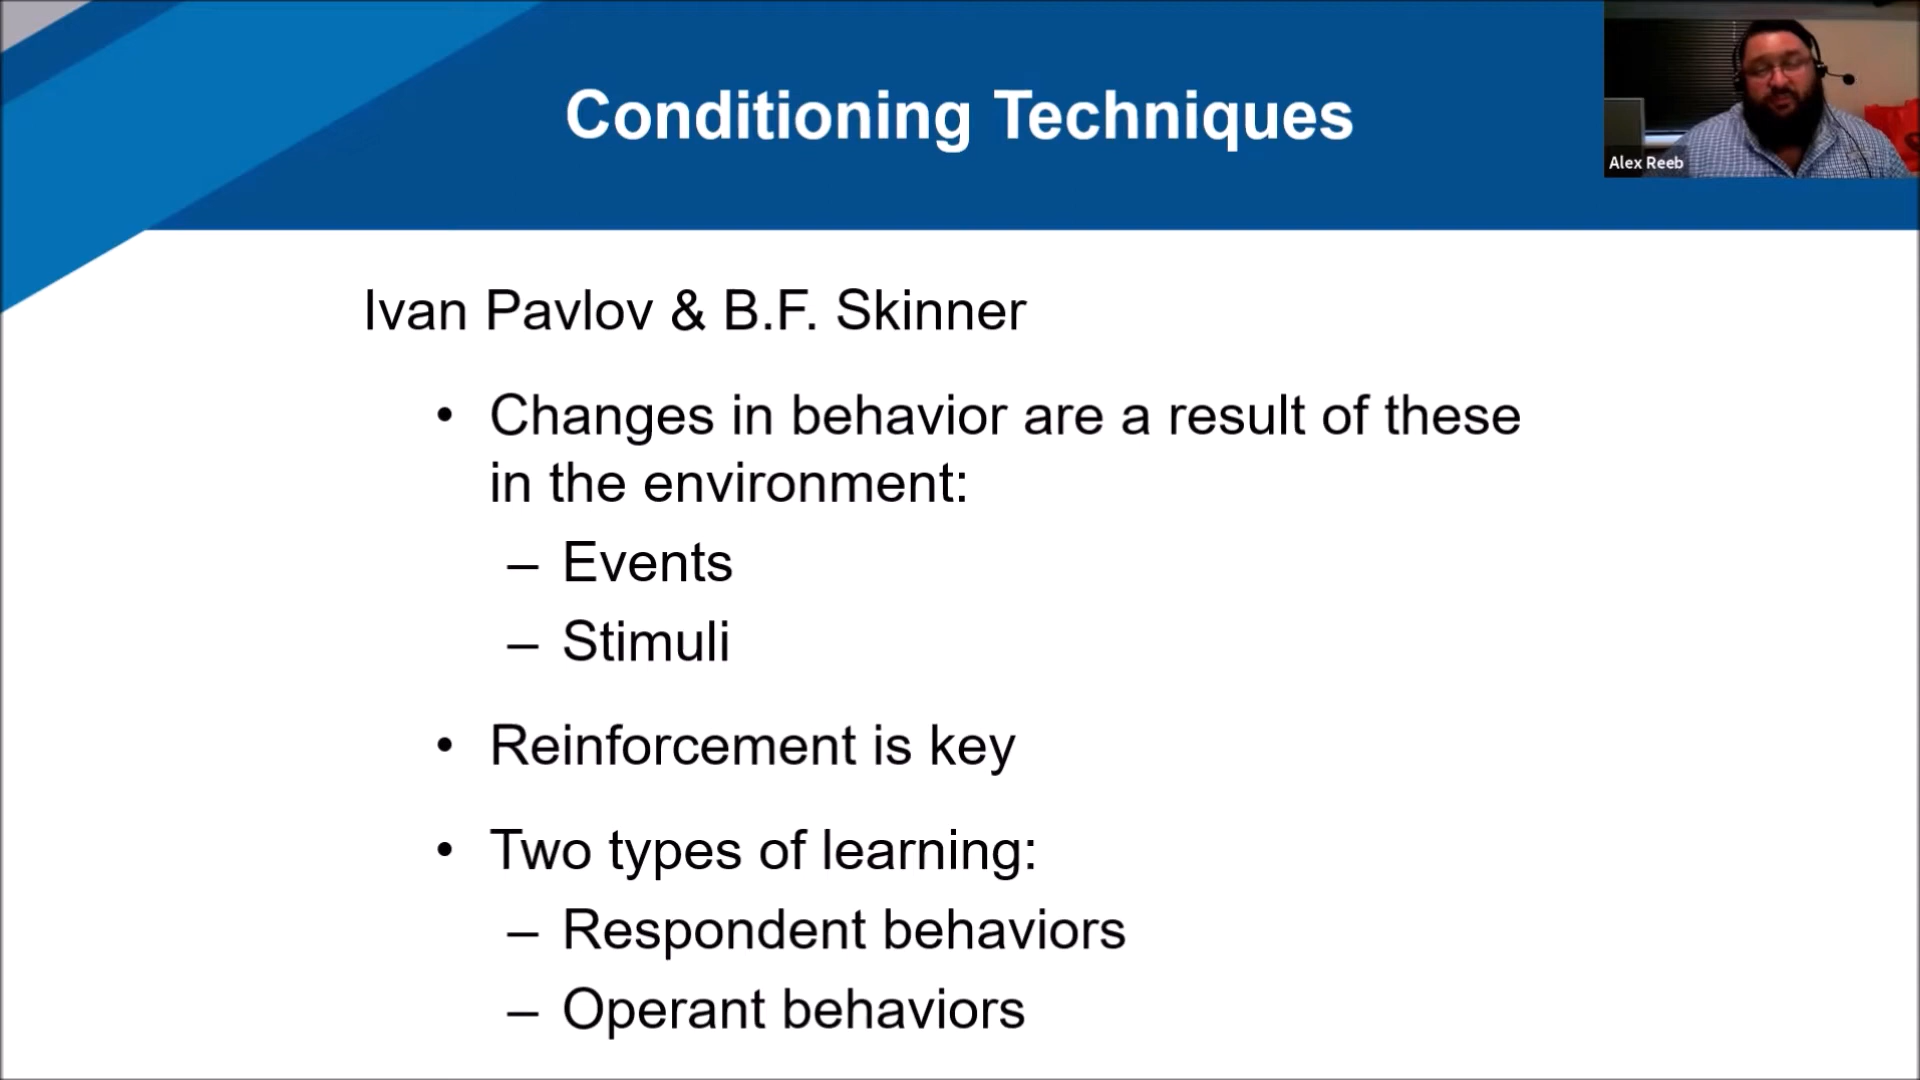 Conditioning Techniques
Alex Reeb
Ivan Pavlov & B.F. Skinner
• Changes in behavior are a result of these
in the environment:
– Events
– Stimuli
• Reinforcement is key
• Two types of learning:
– Respondent behaviors
– Operant behaviors